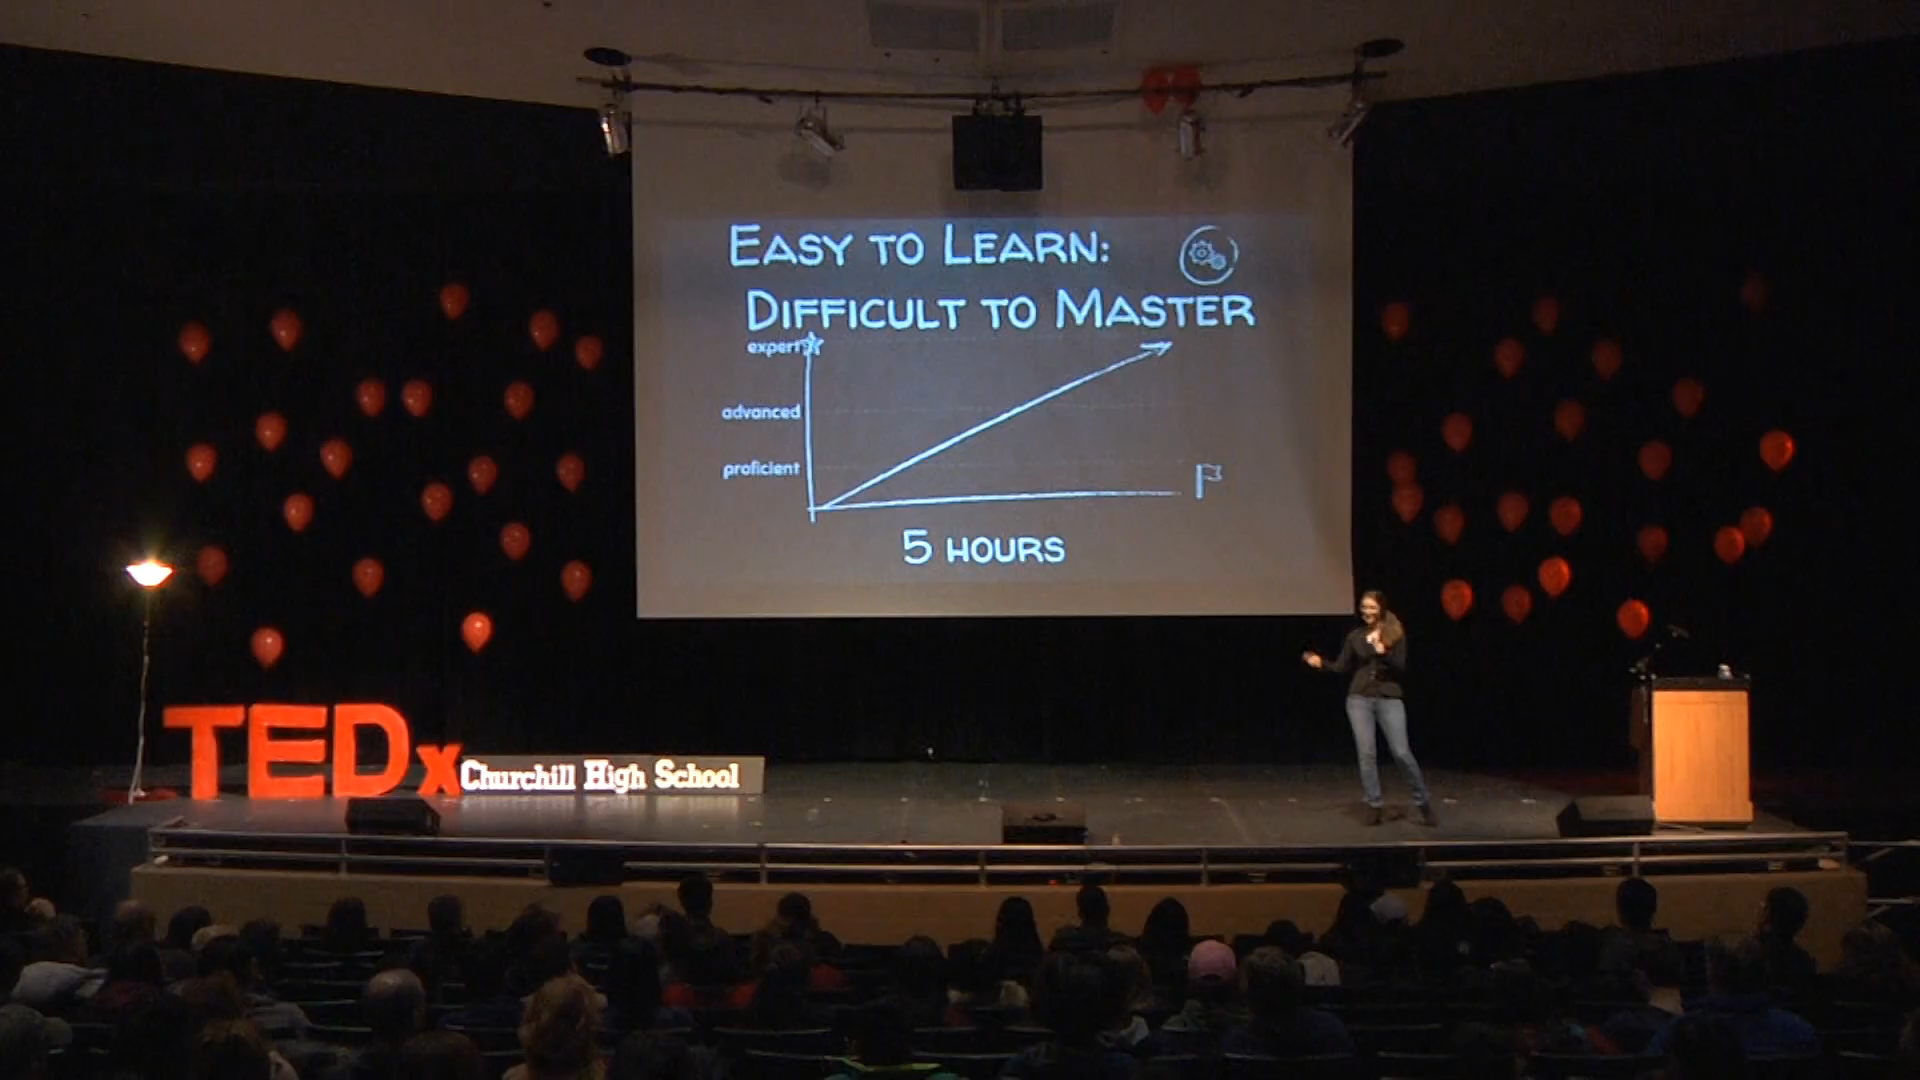 EASY TO LEARN:
DIFFICULT TO MASTER
expert
advanced
proficient
5 HOURS
TEDx
Churchill High School